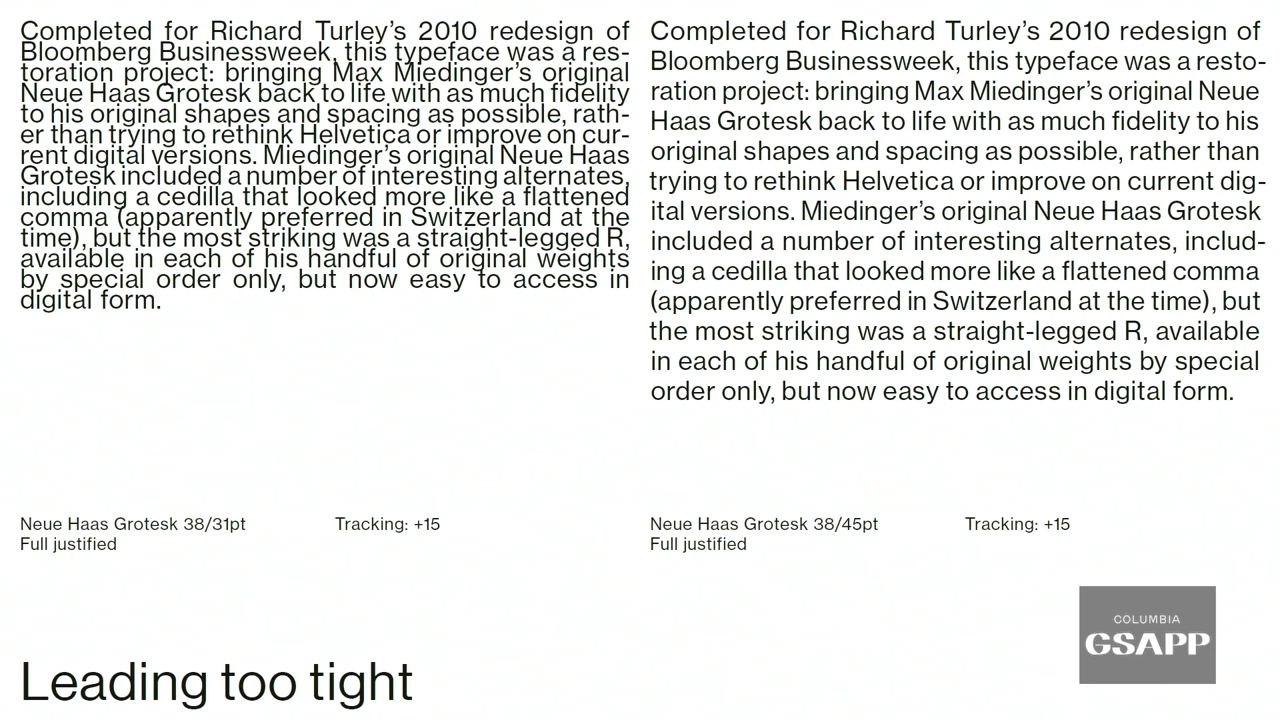 Completed for Richard Turley’s 2010 redesign of
Bloomberg Businessweek, this typeface was a res-
toration project: bringing Max Miedinger’s original
Neue Haas Grotesk back to life with as much fidelity
to his original shapes and spacing as possible, rath-
er than trying to rethink Helvetica or improve on cur-
rent digital versions. Miedinger’s original Neue Haas
Grotesk included a number of interesting alternates,
including a cedilla that looked more like a flattened
comma (apparently preferred in Switzerland at the
time), but the most striking was a straight-legged R,
available in each of his handful of original weights
by special order only, but now easy to access in
digital form.
Neue Haas Grotesk 38/31pt
Full justified
Tracking: +15
Completed for Richard Turley’s 2010 redesign of
Bloomberg Businessweek, this typeface was a resto-
ration project: bringing Max Miedinger’s original Neue
Haas Grotesk back to life with as much fidelity to his
original shapes and spacing as possible, rather than
trying to rethink Helvetica or improve on current dig-
ital versions. Miedinger’s original Neue Haas Grotesk
included a number of interesting alternates, includ-
ing a cedilla that looked more like a flattened comma
(apparently preferred in Switzerland at the time), but
the most striking was a straight-legged R, available
in each of his handful of original weights by special
order only, but now easy to access in digital form.
Neue Haas Grotesk 38/45pt
Full justified
Tracking: +15
Leading too tight
COLUMBIA
GSAPP